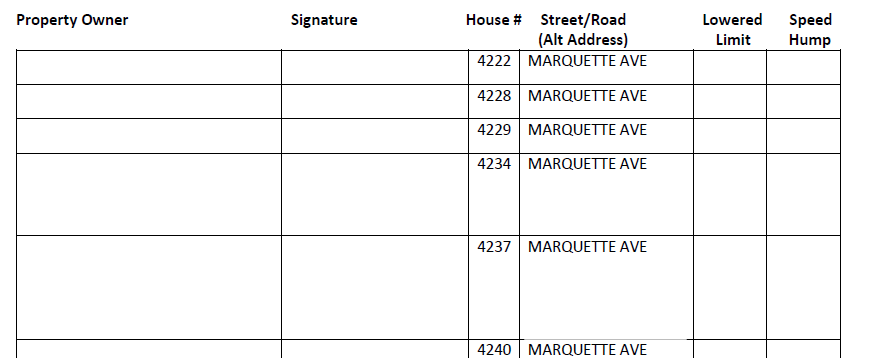 Property Owner Signature House # Street/Road Lowered Speed
(Alt Address) Limit Hump
4222 MARQUETTE AVE
4228 MARQUETTE AVE
4229 MARQUETTE AVE
4234 MARQUETTE AVE
4237 MARQUETTE AVE
4240 MARQUETTE AVE